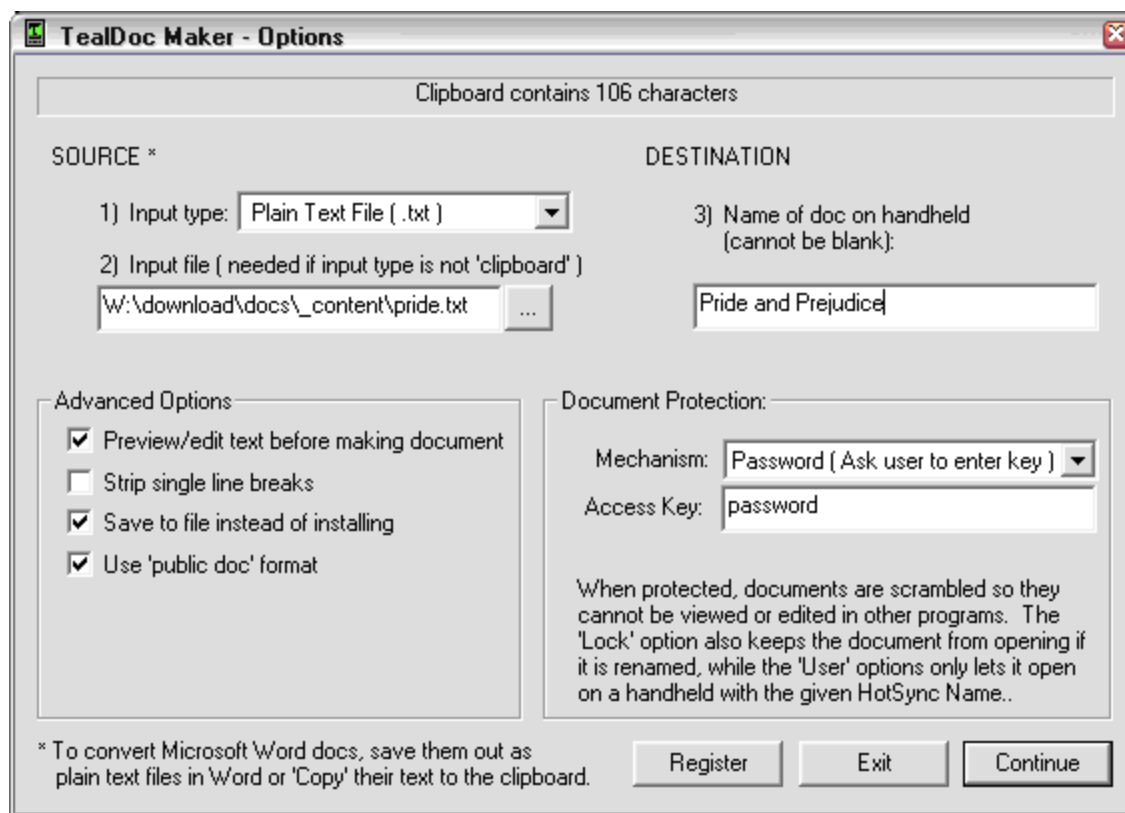 TealDoc Maker - Options
Clipboard contains 106 characters
SOURCE *
DESTINATION
1) Input type:
Plain Text File ( .txt )
2) Input file ( needed if input type is not 'clipboard' )
W:\download\docs\_content\pride.txt
...
3) Name of doc on handheld
(cannot be blank):
Pride and Prejudice
Advanced Options
Preview/edit text before making document
Strip single line breaks
Save to file instead of installing
Use 'public doc' format
Document Protection:
Mechanism:
Password ( Ask user to enter key )
Access Key:
password
When protected, documents are scrambled so they
cannot be viewed or edited in other programs.  The
'Lock' option also keeps the document from opening if
it is renamed, while the 'User' options only lets it open
on a handheld with the given HotSync Name..
* To convert Microsoft Word docs, save them out as
plain text files in Word or 'Copy' their text to the clipboard.
Register
Exit
Continue